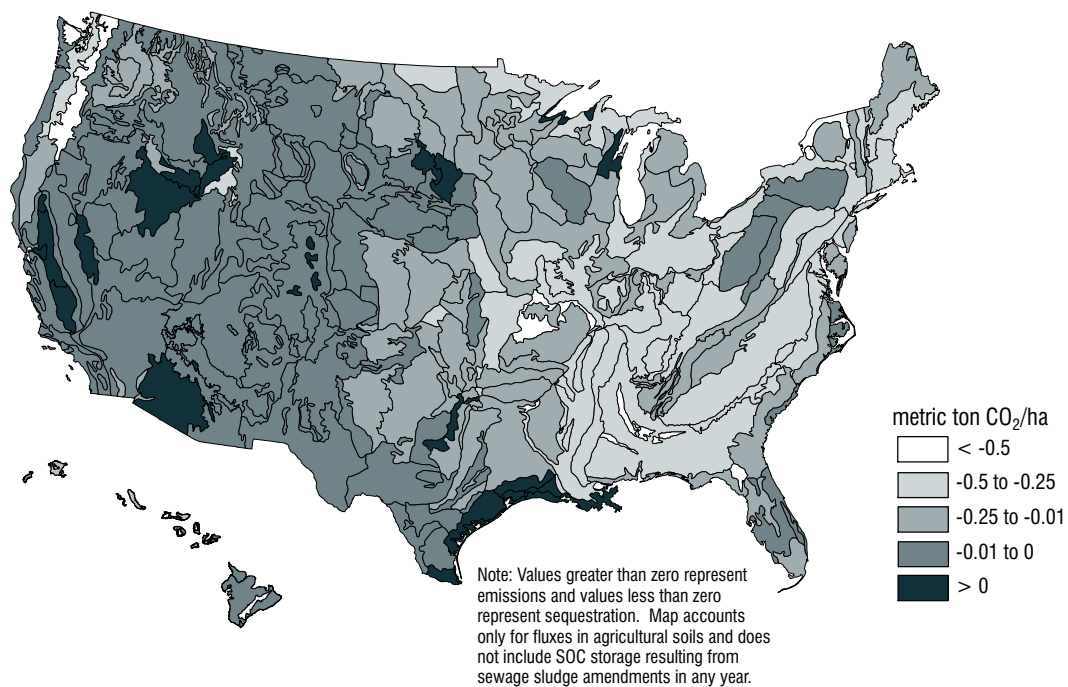 metric ton CO₂/ha
< -0.5
-0.5 to -0.25
-0.25 to -0.01
-0.01 to 0
> 0
Note: Values greater than zero represent
emissions and values less than zero
represent sequestration. Map accounts
only for fluxes in agricultural soils and does
not include SOC storage resulting from
sewage sludge amendments in any year.